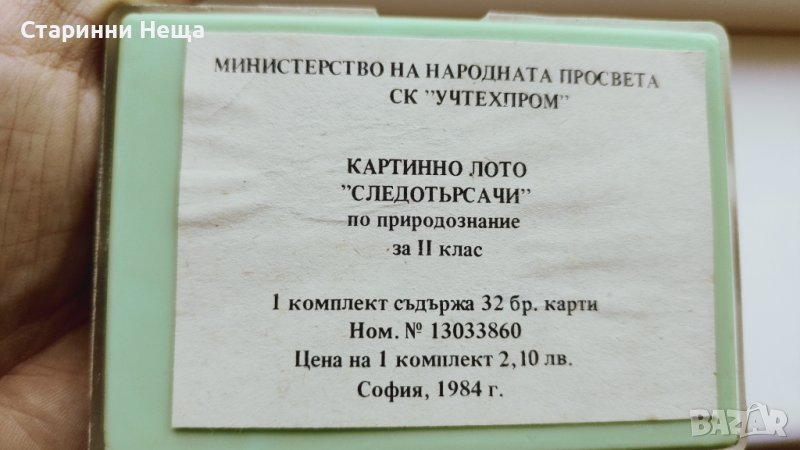 Старинни Неща
МИНИСТЕРСТВО НА НАРОДНАТА ПРОСВЕТА
СК "УЧТЕХПРОМ"
КАРТИННО ЛОТО
"СЛЕДОТЪРСАЧИ"
по природознание
за II клас
1 комплект съдържа 32 бр. карти
Ном. № 13033860
Цена на 1 комплект 2,10 лв.
София, 1984 г.
BAZAR